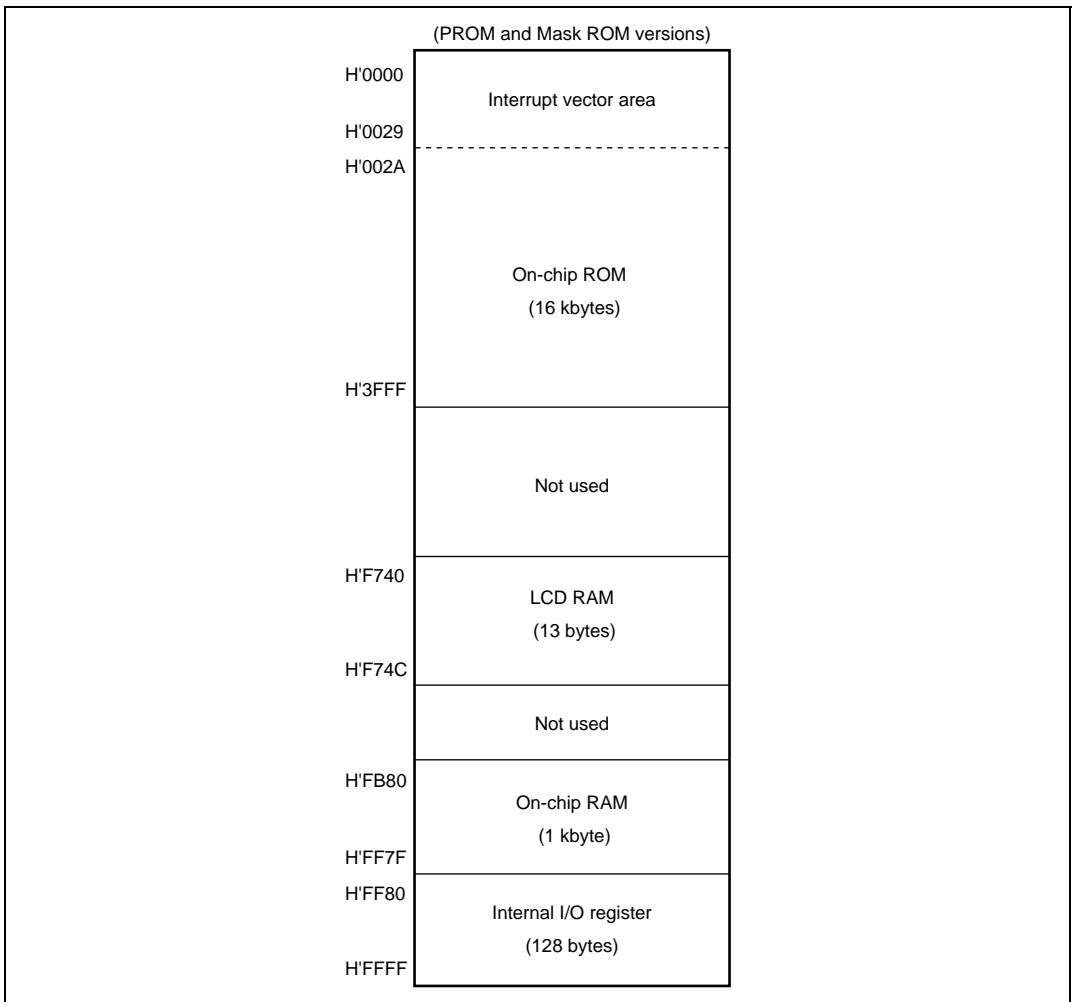 (PROM and Mask ROM versions)
H'0000
Interrupt vector area
H'0029
H'002A
On-chip ROM
(16 kbytes)
H'3FFF
Not used
H'F740
LCD RAM
(13 bytes)
H'F74C
Not used
H'FB80
On-chip RAM
(1 kbyte)
H'FF7F
H'FF80
Internal I/O register
(128 bytes)
H'FFFF